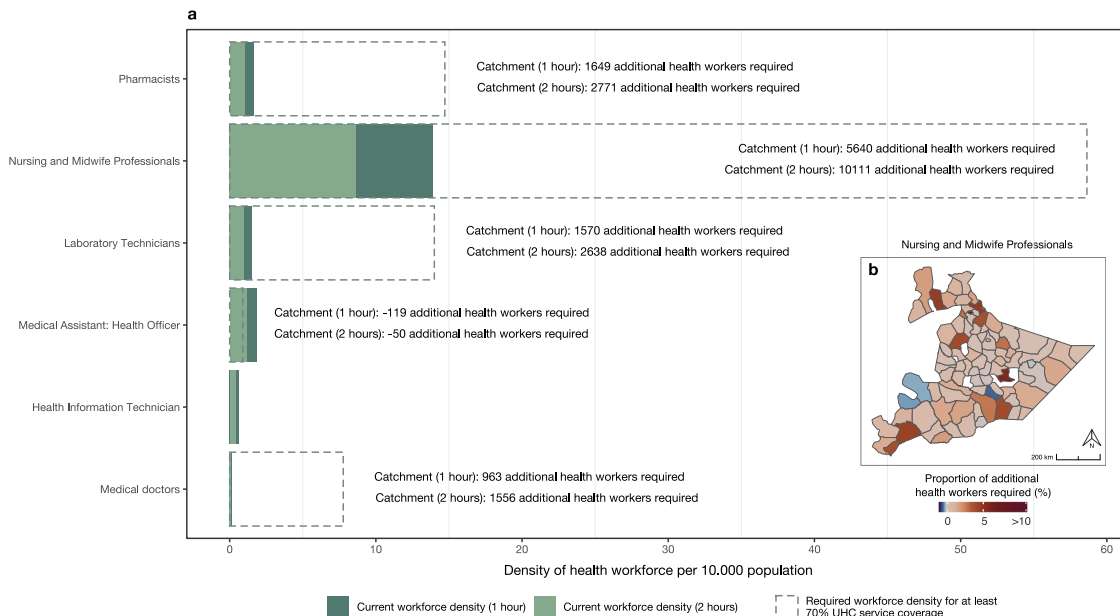 a
Pharmacists
Catchment (1 hour): 1649 additional health workers required
Catchment (2 hours): 2771 additional health workers required
Nursing and Midwife Professionals
Catchment (1 hour): 5640 additional health workers required
Catchment (2 hours): 10111 additional health workers required
Laboratory Technicians
Catchment (1 hour): 1570 additional health workers required
Catchment (2 hours): 2638 additional health workers required
Medical Assistant: Health Officer
Catchment (1 hour): -119 additional health workers required
Catchment (2 hours): -50 additional health workers required
Health Information Technician
Medical doctors
Catchment (1 hour): 963 additional health workers required
Catchment (2 hours): 1556 additional health workers required
Nursing and Midwife Professionals
b
N
200 km
Proportion of additional
health workers required (%)
0 5 >10
0 10 20 30 40 50 60
Density of health workforce per 10.000 population
Current workforce density (1 hour)
Current workforce density (2 hours)
Required workforce density for at least
70% UHC service coverage